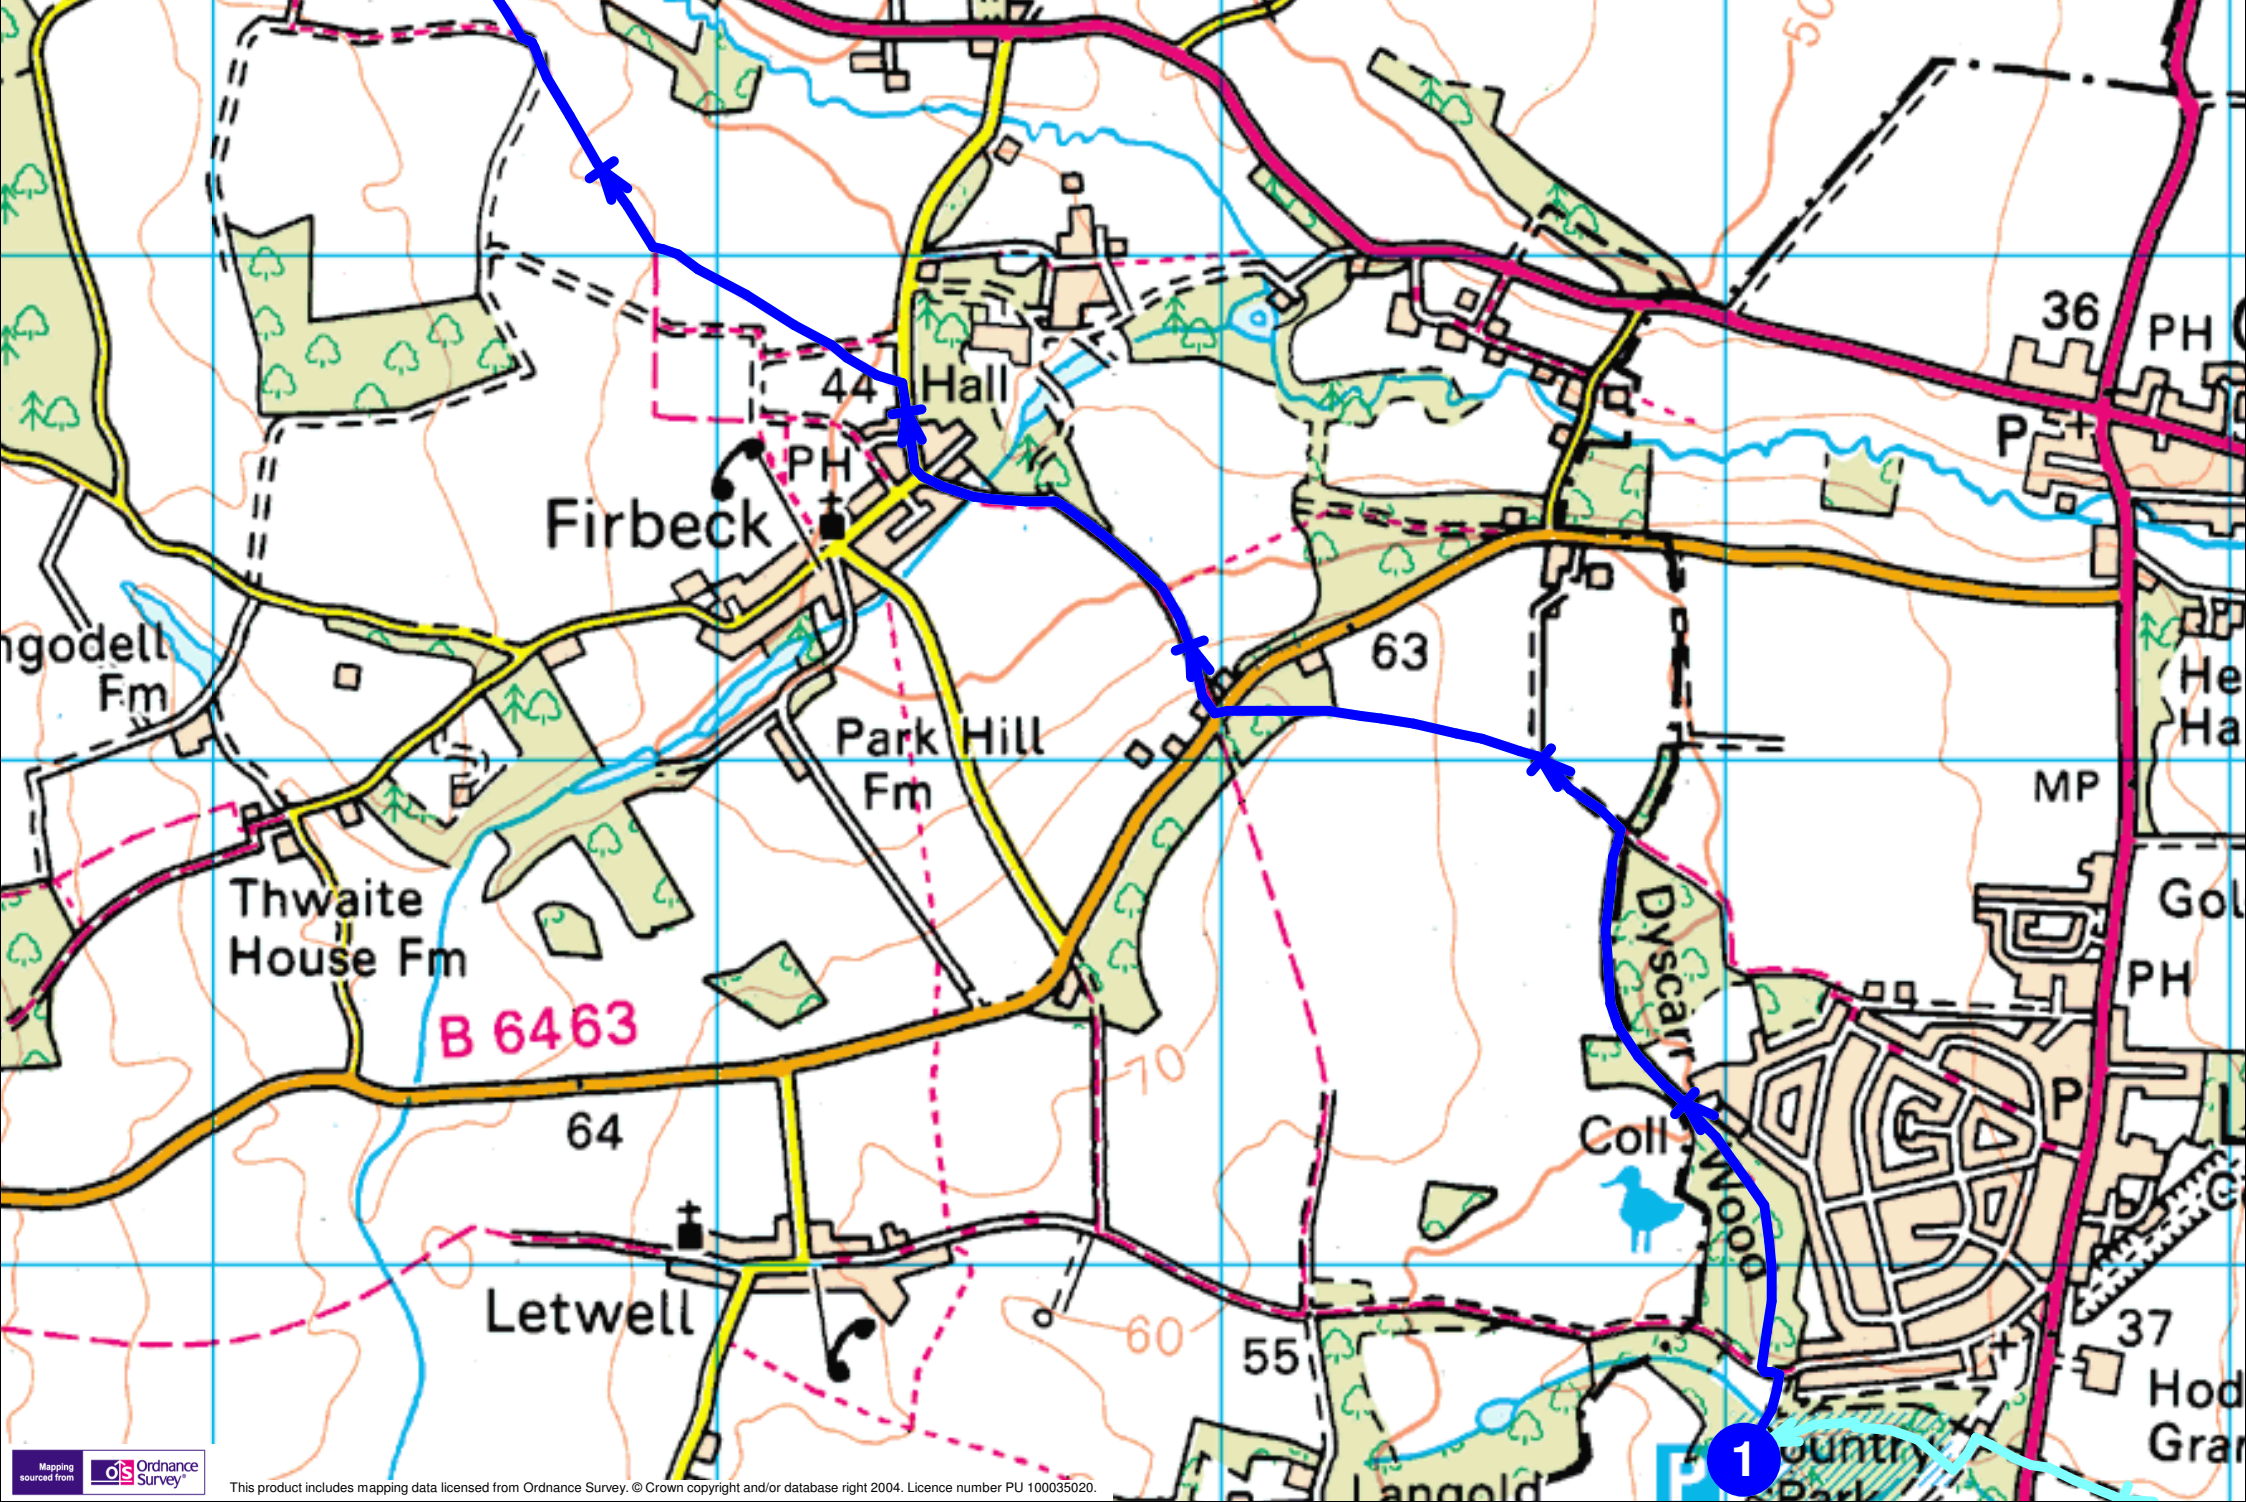 50
36
PH
P
44
Hall
PH
Firbeck
ngodell
Fm
63
He
Ha
Park Hill
Fm
MP
Thwaite
House Fm
Dyscarr
Wood
Gol
PH
B 6463
70
64
Coll
P
Letwell
60
55
37
Hod
Gran
1
P
ountr
Park
Langold
Mapping
sourced from
OS Ordnance
Survey®
This product includes mapping data licensed from Ordnance Survey. © Crown copyright and/or database right 2004. Licence number PU 100035020.